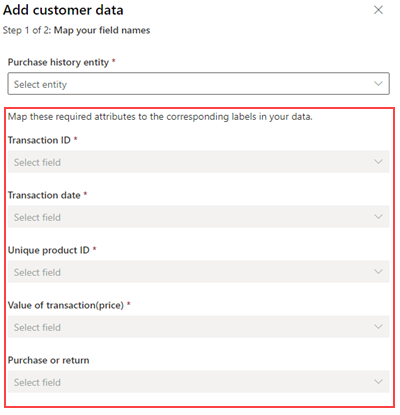 Add customer data
Step 1 of 2: Map your field names
Purchase history entity *
Select entity
Map these required attributes to the corresponding labels in your data.
Transaction ID *
Select field
Transaction date *
Select field
Unique product ID *
Select field
Value of transaction(price) *
Select field
Purchase or return
Select field